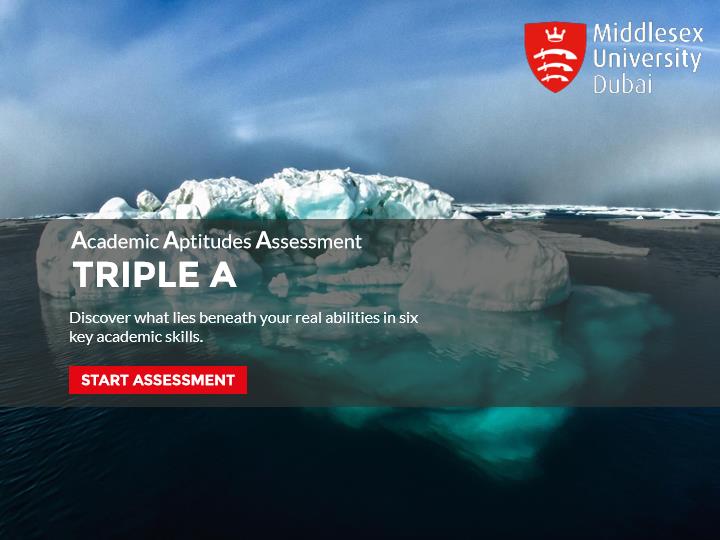 Middlesex
University
Dubai
Academic Aptitudes Assessment
TRIPLE A
Discover what lies beneath your real abilities in six
key academic skills.
START ASSESSMENT